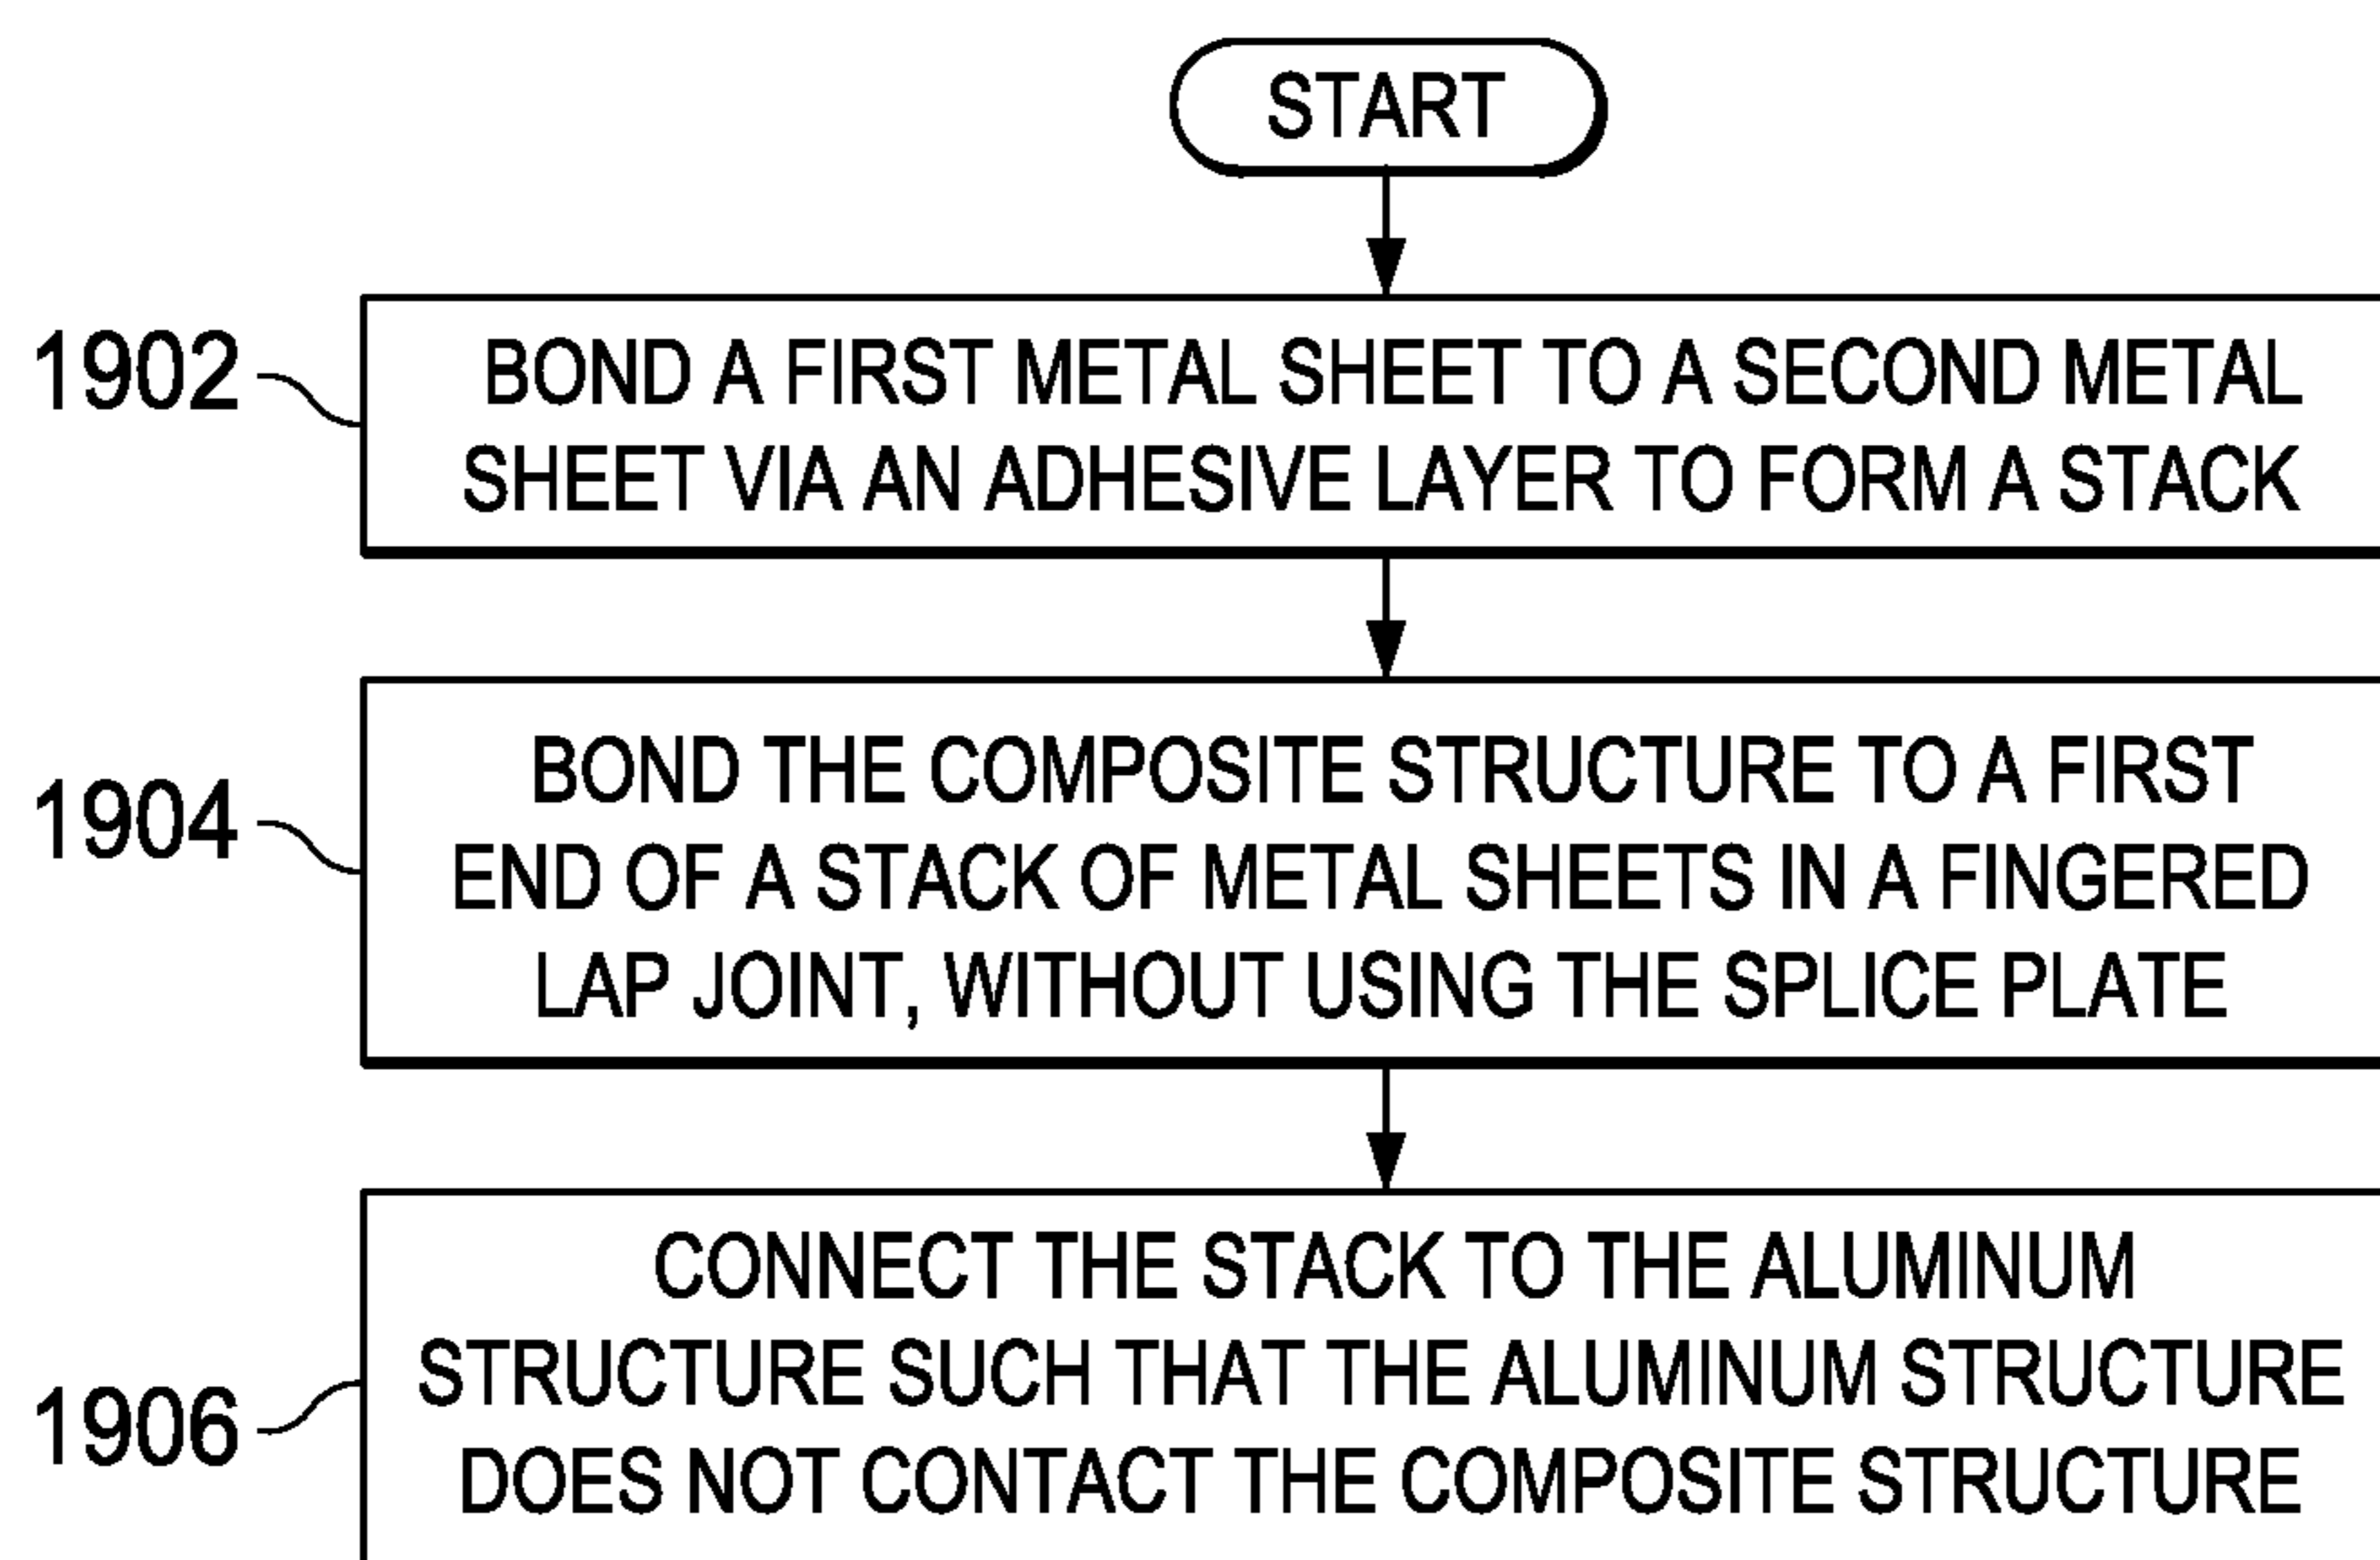 START
1902
BOND A FIRST METAL SHEET TO A SECOND METAL
SHEET VIA AN ADHESIVE LAYER TO FORM A STACK
1904
BOND THE COMPOSITE STRUCTURE TO A FIRST
END OF A STACK OF METAL SHEETS IN A FINGERED
LAP JOINT, WITHOUT USING THE SPLICE PLATE
1906
CONNECT THE STACK TO THE ALUMINUM
STRUCTURE SUCH THAT THE ALUMINUM STRUCTURE
DOES NOT CONTACT THE COMPOSITE STRUCTURE